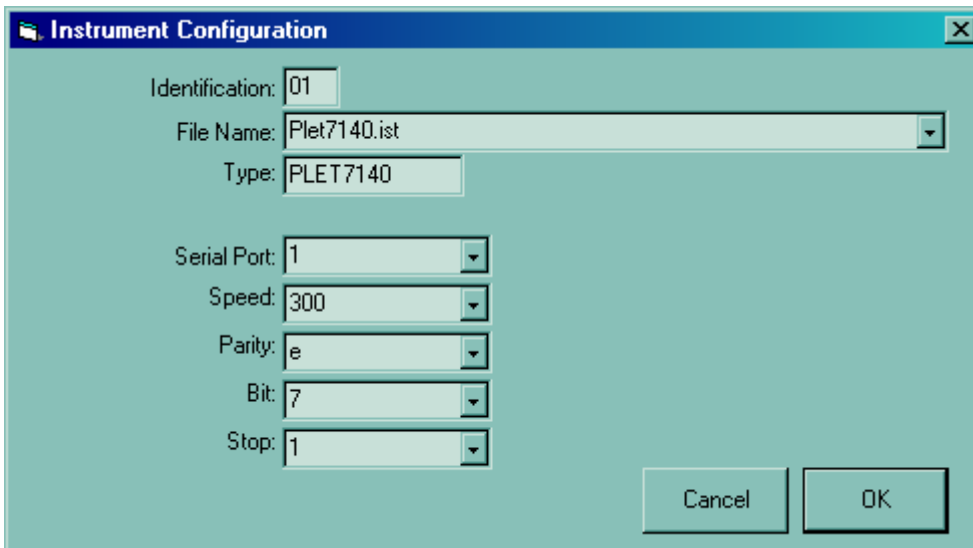 Instrument Configuration
Identification: 01
File Name: Plet7140.ist
Type: PLET7140
Serial Port: 1
Speed: 300
Parity: e
Bit: 7
Stop: 1
Cancel OK